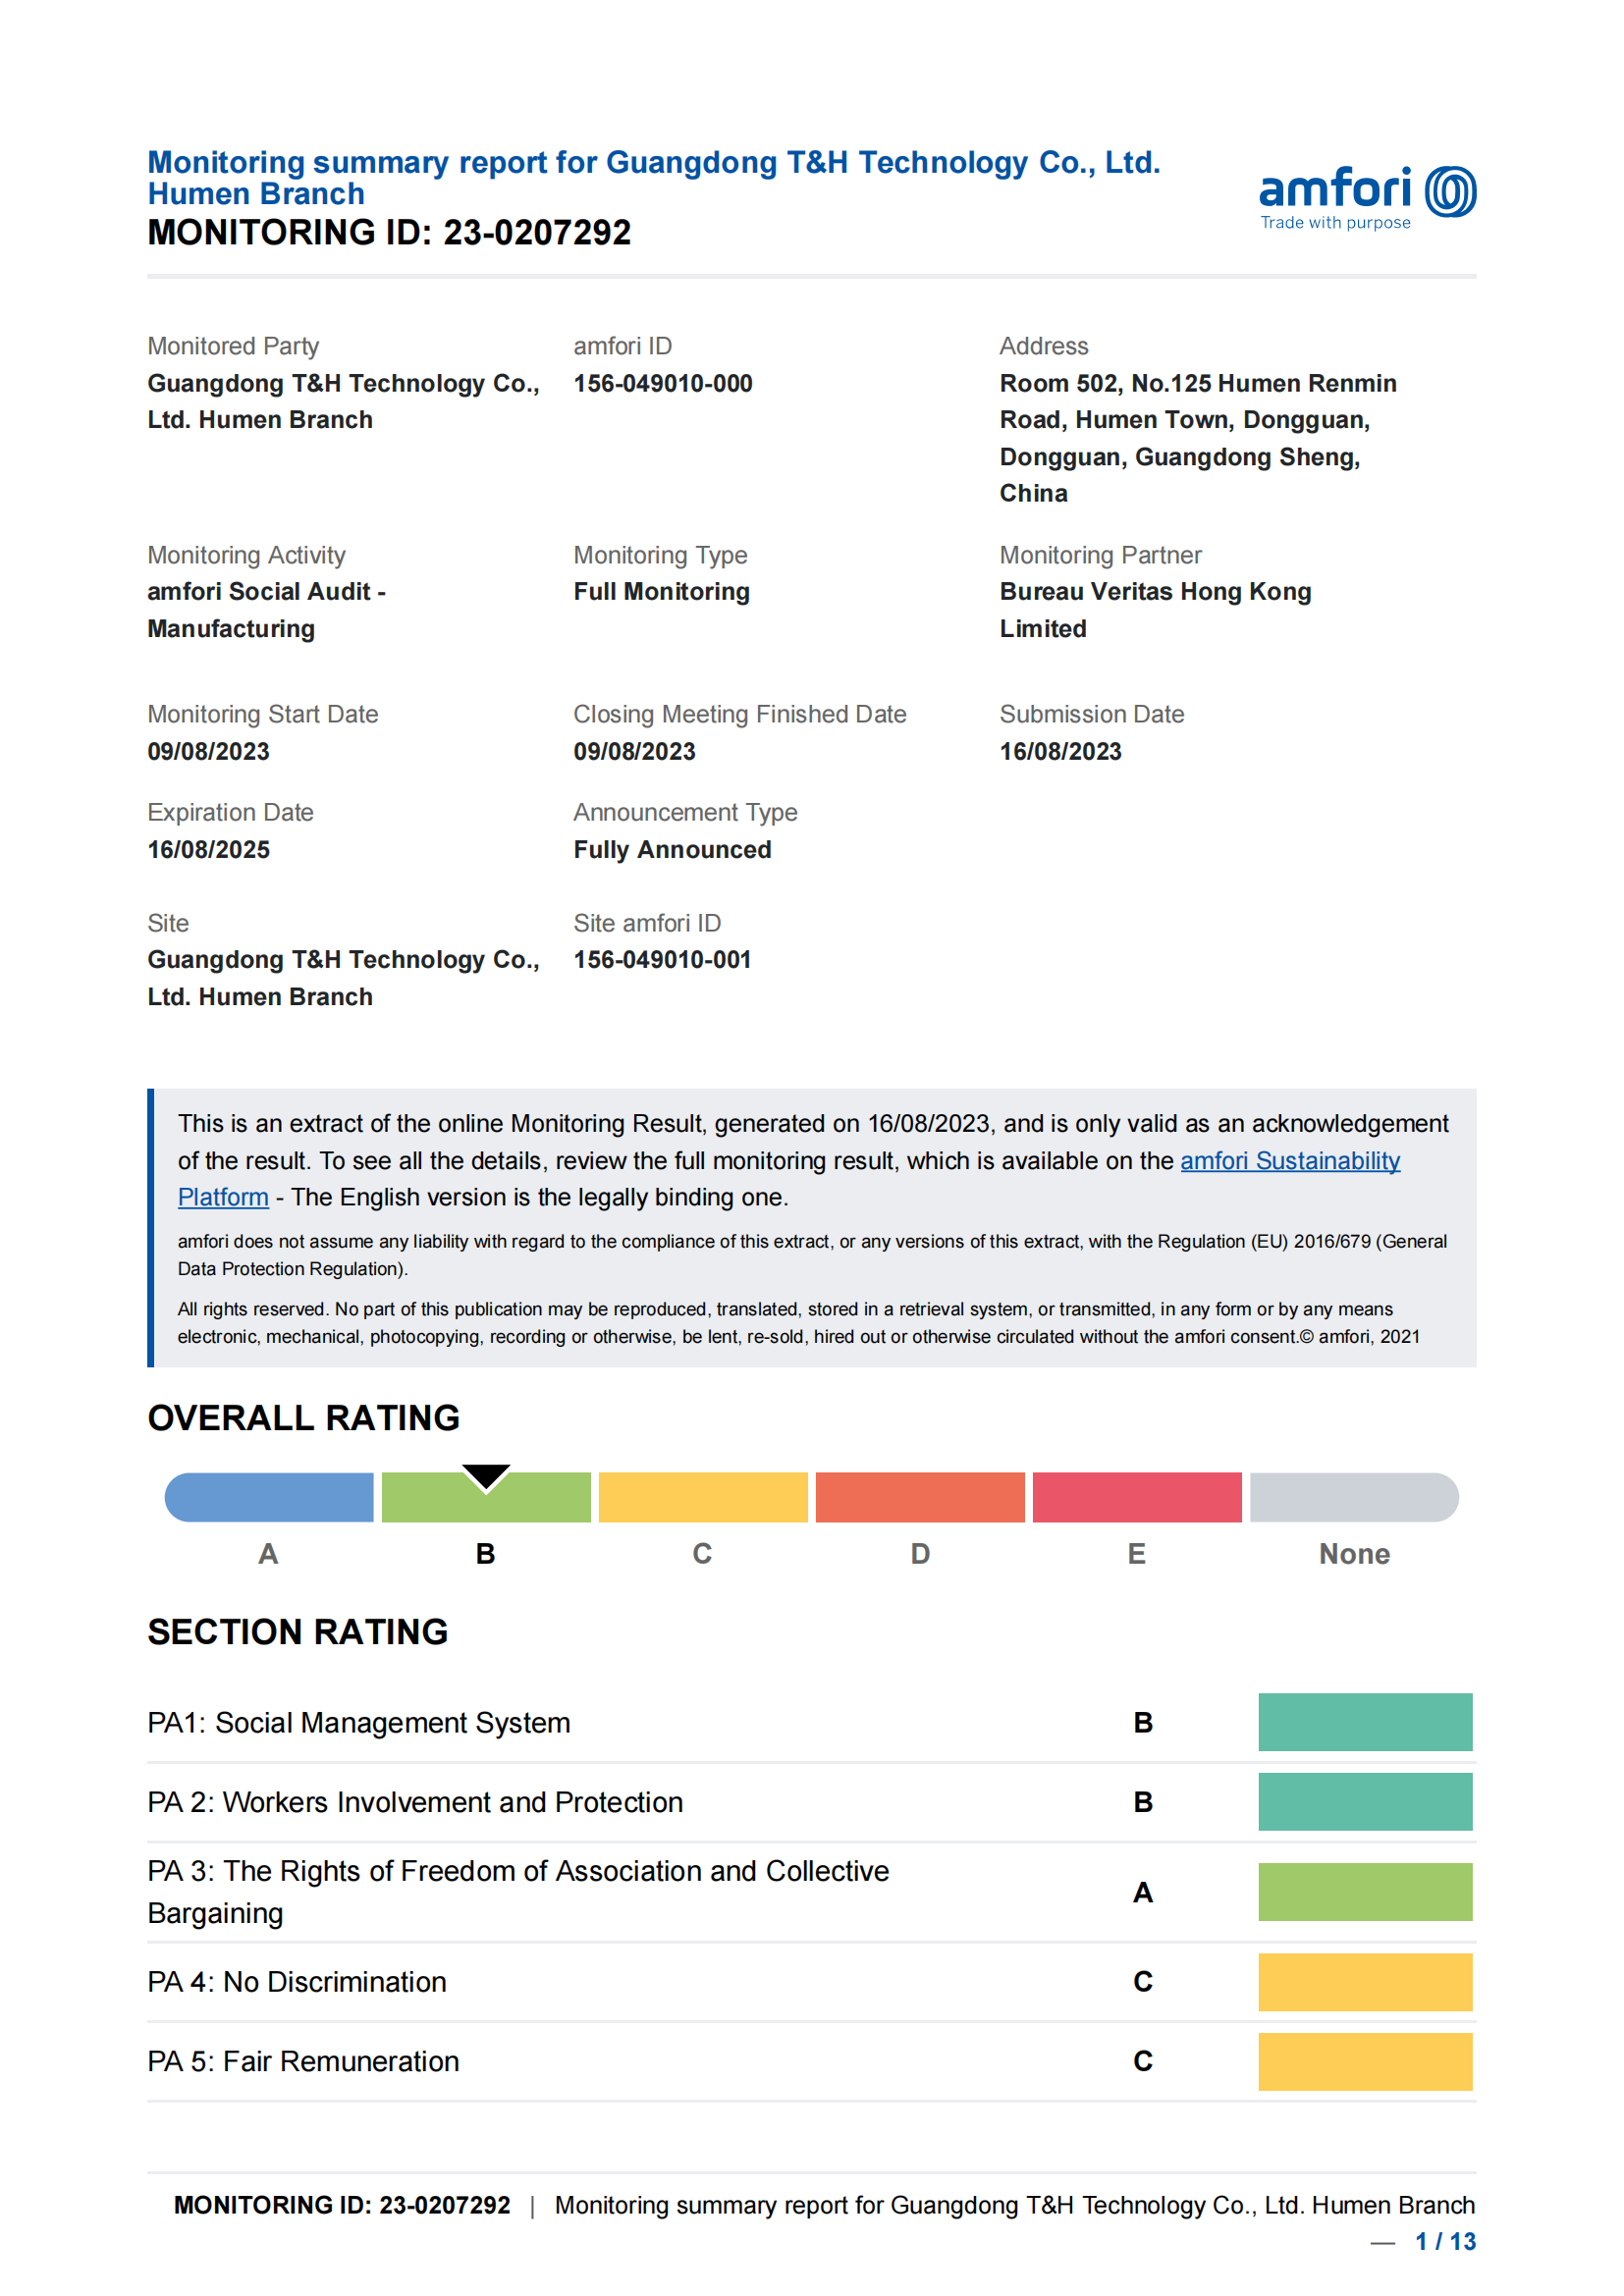 Monitoring summary report for Guangdong T&H Technology Co., Ltd.
Humen Branch
MONITORING ID: 23-0207292
amfori
Trade with purpose
Monitored Party
Guangdong T&H Technology Co.,
Ltd. Humen Branch
amfori ID
156-049010-000
Address
Room 502, No.125 Humen Renmin
Road, Humen Town, Dongguan,
Dongguan, Guangdong Sheng,
China
Monitoring Activity
amfori Social Audit -
Manufacturing
Monitoring Type
Full Monitoring
Monitoring Partner
Bureau Veritas Hong Kong
Limited
Monitoring Start Date
09/08/2023
Closing Meeting Finished Date
09/08/2023
Submission Date
16/08/2023
Expiration Date
16/08/2025
Announcement Type
Fully Announced
Site
Guangdong T&H Technology Co.,
Ltd. Humen Branch
Site amfori ID
156-049010-001
This is an extract of the online Monitoring Result, generated on 16/08/2023, and is only valid as an acknowledgement
of the result. To see all the details, review the full monitoring result, which is available on the amfori Sustainability
Platform - The English version is the legally binding one.
amfori does not assume any liability with regard to the compliance of this extract, or any versions of this extract, with the Regulation (EU) 2016/679 (General
Data Protection Regulation).
All rights reserved. No part of this publication may be reproduced, translated, stored in a retrieval system, or transmitted, in any form or by any means
electronic, mechanical, photocopying, recording or otherwise, be lent, re-sold, hired out or otherwise circulated without the amfori consent.© amfori, 2021
OVERALL RATING
A B C D E None
SECTION RATING
PA1: Social Management System B
PA 2: Workers Involvement and Protection B
PA 3: The Rights of Freedom of Association and Collective
Bargaining A
PA 4: No Discrimination C
PA 5: Fair Remuneration C
MONITORING ID: 23-0207292 | Monitoring summary report for Guangdong T&H Technology Co., Ltd. Humen Branch
— 1 / 13